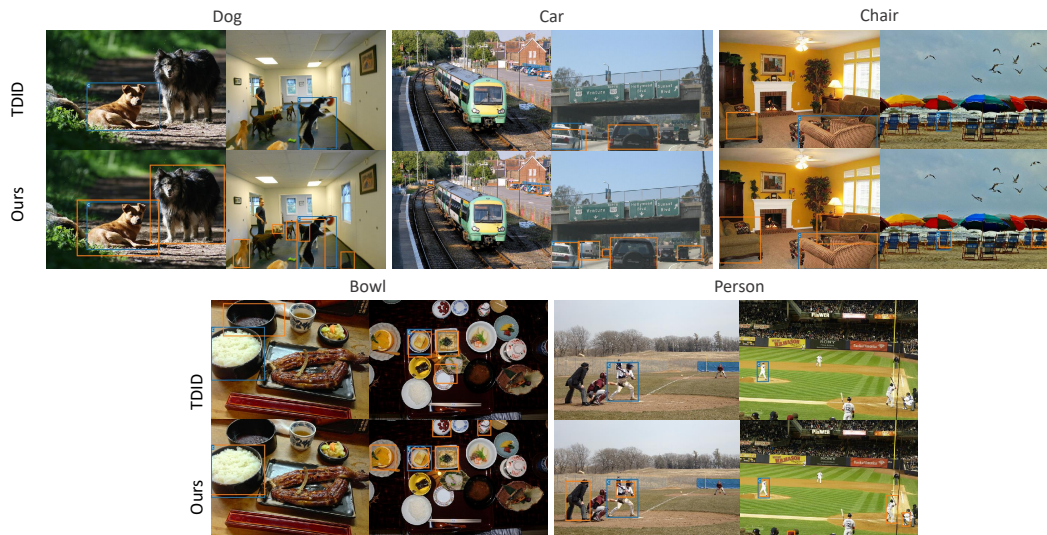 Dog
Car
Chair
TDID
Ours
Bowl
Person
TDID
Ours